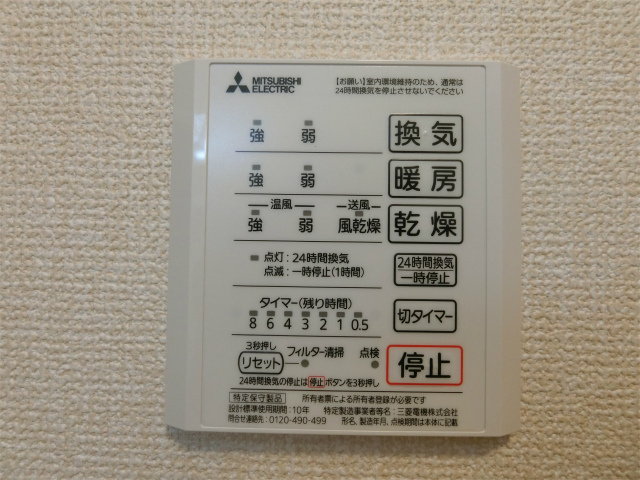 MITSUBISHI
ELECTRIC
【お願い】室内環境維持のため、通常は
24時間換気を停止させないでください
強 弱 換気
強 弱 暖房
温風 送風
強 弱 風乾燥 乾燥
点灯：24時間換気
点滅：一時停止(1時間)
24時間換気
一時停止
タイマー(残り時間)
8 6 4 3 2 1 0.5
切タイマー
3秒押し
リセット フィルター清掃 点検
停止
24時間換気の停止は停止ボタンを3秒押し
特定保守製品 所有者票による所有者登録が必要です
設計標準使用期間：10年 特定製造事業者等名：三菱電機株式会社
問合せ連絡先：0120-490-499 形名、製造年月、点検期間は本体に記載